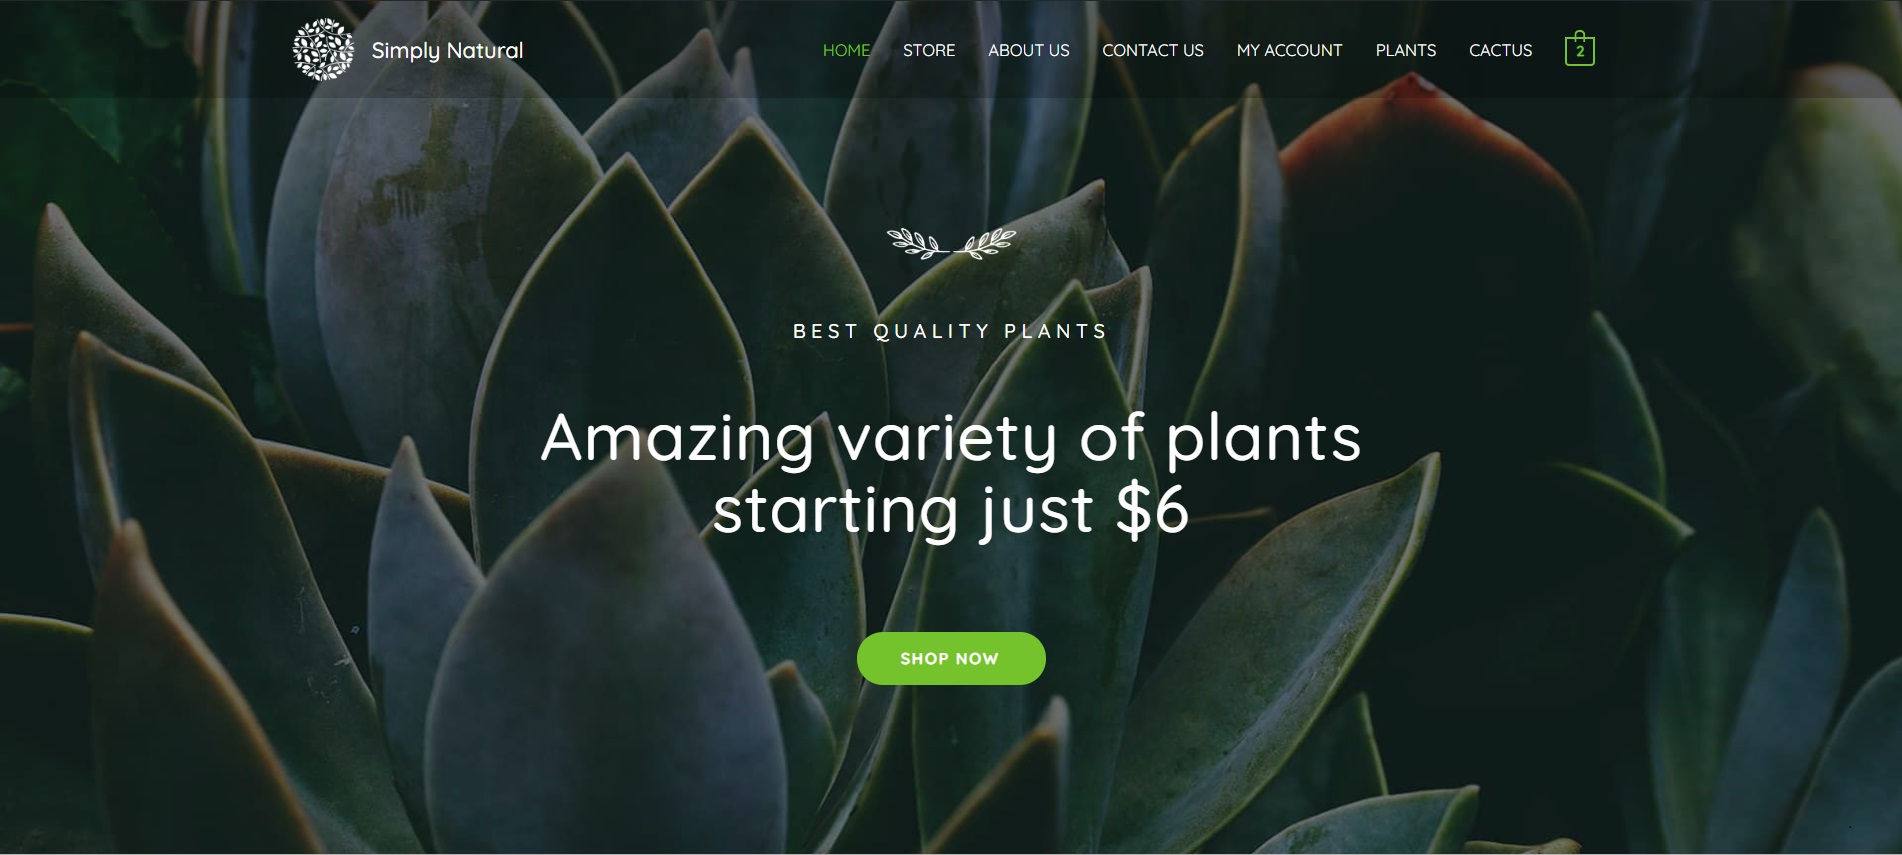 Simply Natural
HOME STORE ABOUT US CONTACT US MY ACCOUNT PLANTS CACTUS 2
BEST QUALITY PLANTS
Amazing variety of plants
starting just $6
SHOP NOW